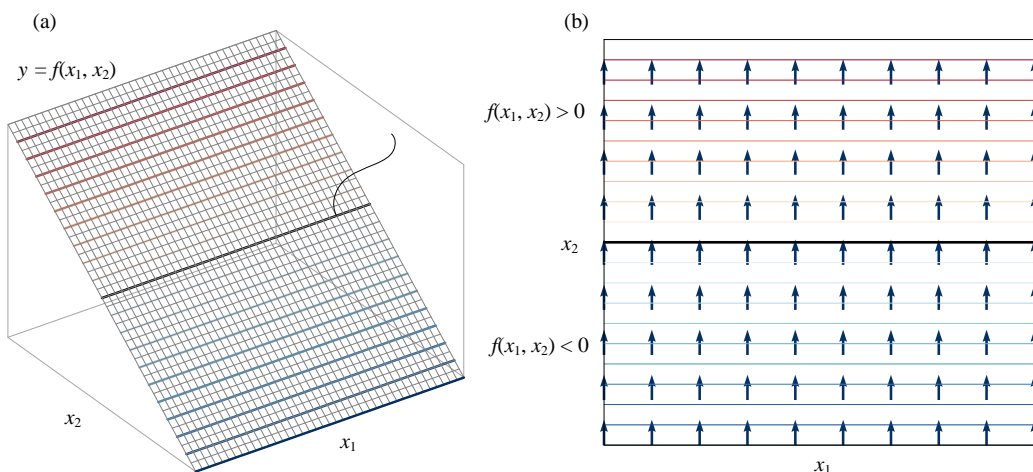 (a)
y = f(x1, x2)
x2
x1
(b)
f(x1, x2) > 0
x2
f(x1, x2) < 0
x1